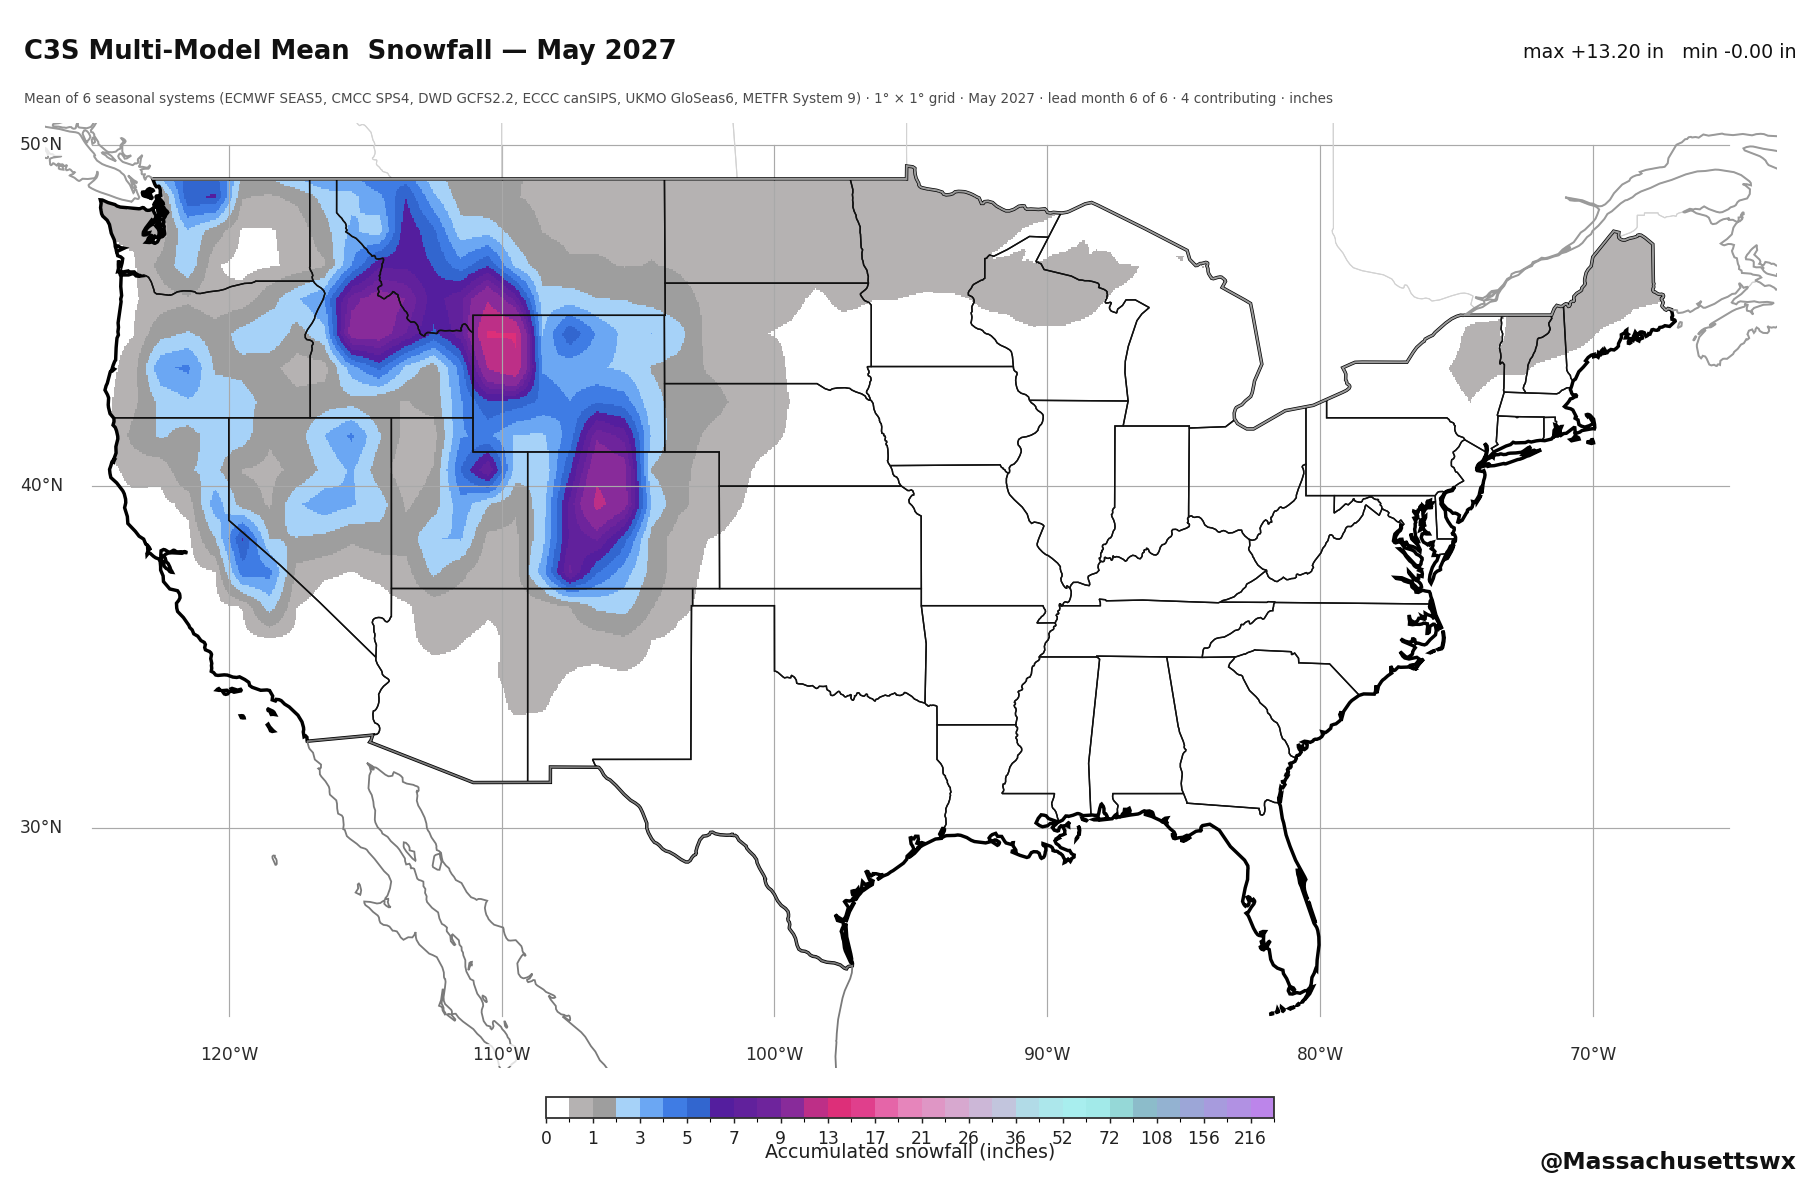 C3S Multi-Model Mean  Snowfall — May 2027
max +13.20 in   min -0.00 in
Mean of 6 seasonal systems (ECMWF SEAS5, CMCC SPS4, DWD GCFS2.2, ECCC canSIPS, UKMO GloSeas6, METFR System 9) · 1° × 1° grid · May 2027 · lead month 6 of 6 · 4 contributing · inches
50°N
40°N
30°N
120°W 110°W 100°W 90°W 80°W 70°W
0 1 3 5 7 9 13 17 21 26 36 52 72 108 156 216
Accumulated snowfall (inches)
@Massachusettswx